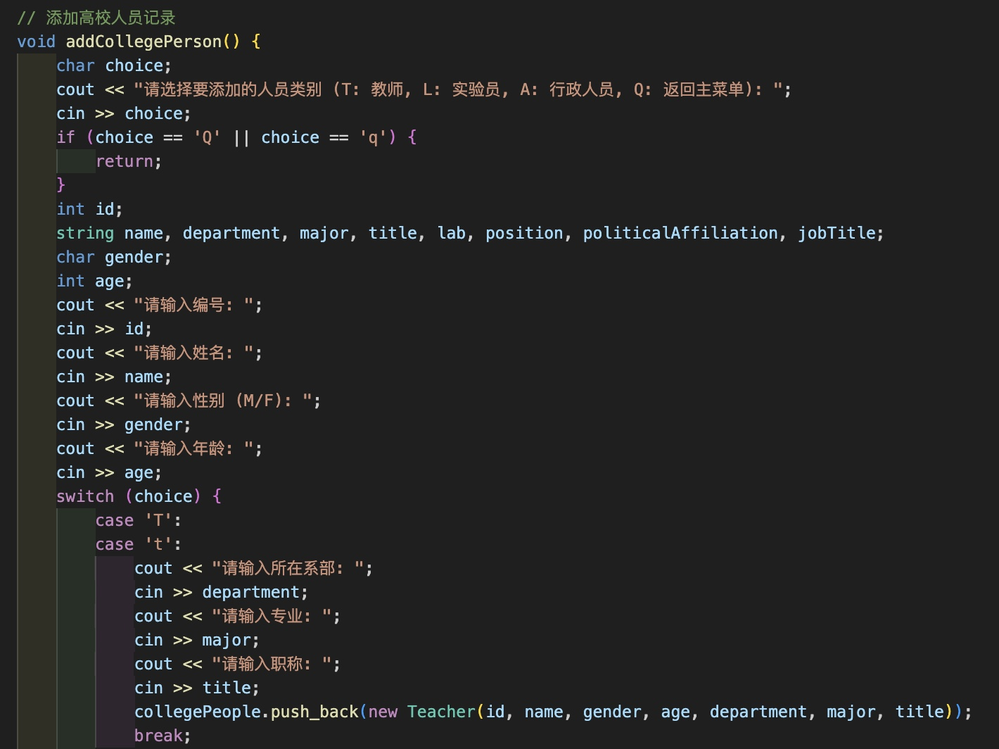 // 添加高校人员记录
void addCollegePerson() {
    char choice;
    cout << "请选择要添加的人员类别 (T: 教师, L: 实验员, A: 行政人员, Q: 返回主菜单): ";
    cin >> choice;
    if (choice == 'Q' || choice == 'q') {
        return;
    }
    int id;
    string name, department, major, title, lab, position, politicalAffiliation, jobTitle;
    char gender;
    int age;
    cout << "请输入编号: ";
    cin >> id;
    cout << "请输入姓名: ";
    cin >> name;
    cout << "请输入性别 (M/F): ";
    cin >> gender;
    cout << "请输入年龄: ";
    cin >> age;
    switch (choice) {
        case 'T':
        case 't':
            cout << "请输入所在系部: ";
            cin >> department;
            cout << "请输入专业: ";
            cin >> major;
            cout << "请输入职称: ";
            cin >> title;
            collegePeople.push_back(new Teacher(id, name, gender, age, department, major, title));
            break;